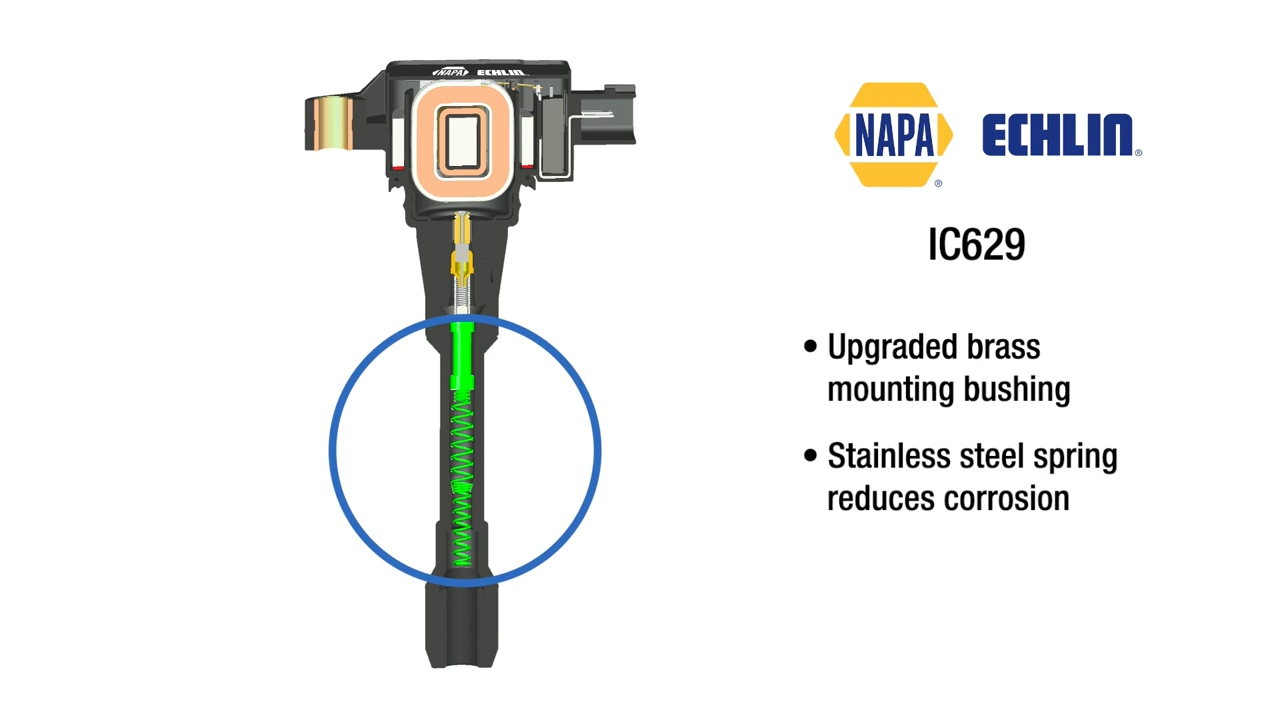 NAPA ECHLIN
NAPA ECHLIN
IC629
• Upgraded brass
mounting bushing
• Stainless steel spring
reduces corrosion